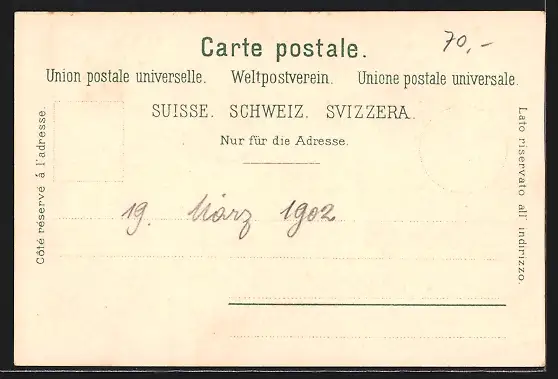 70,-
Carte postale.
Union postale universelle. Weltpostverein. Unione postale universale.
SUISSE. SCHWEIZ. SVIZZERA.
Nur für die Adresse.
Côté réservé à l'adresse.
Lato riservato all' indirizzo.
19. März 1902